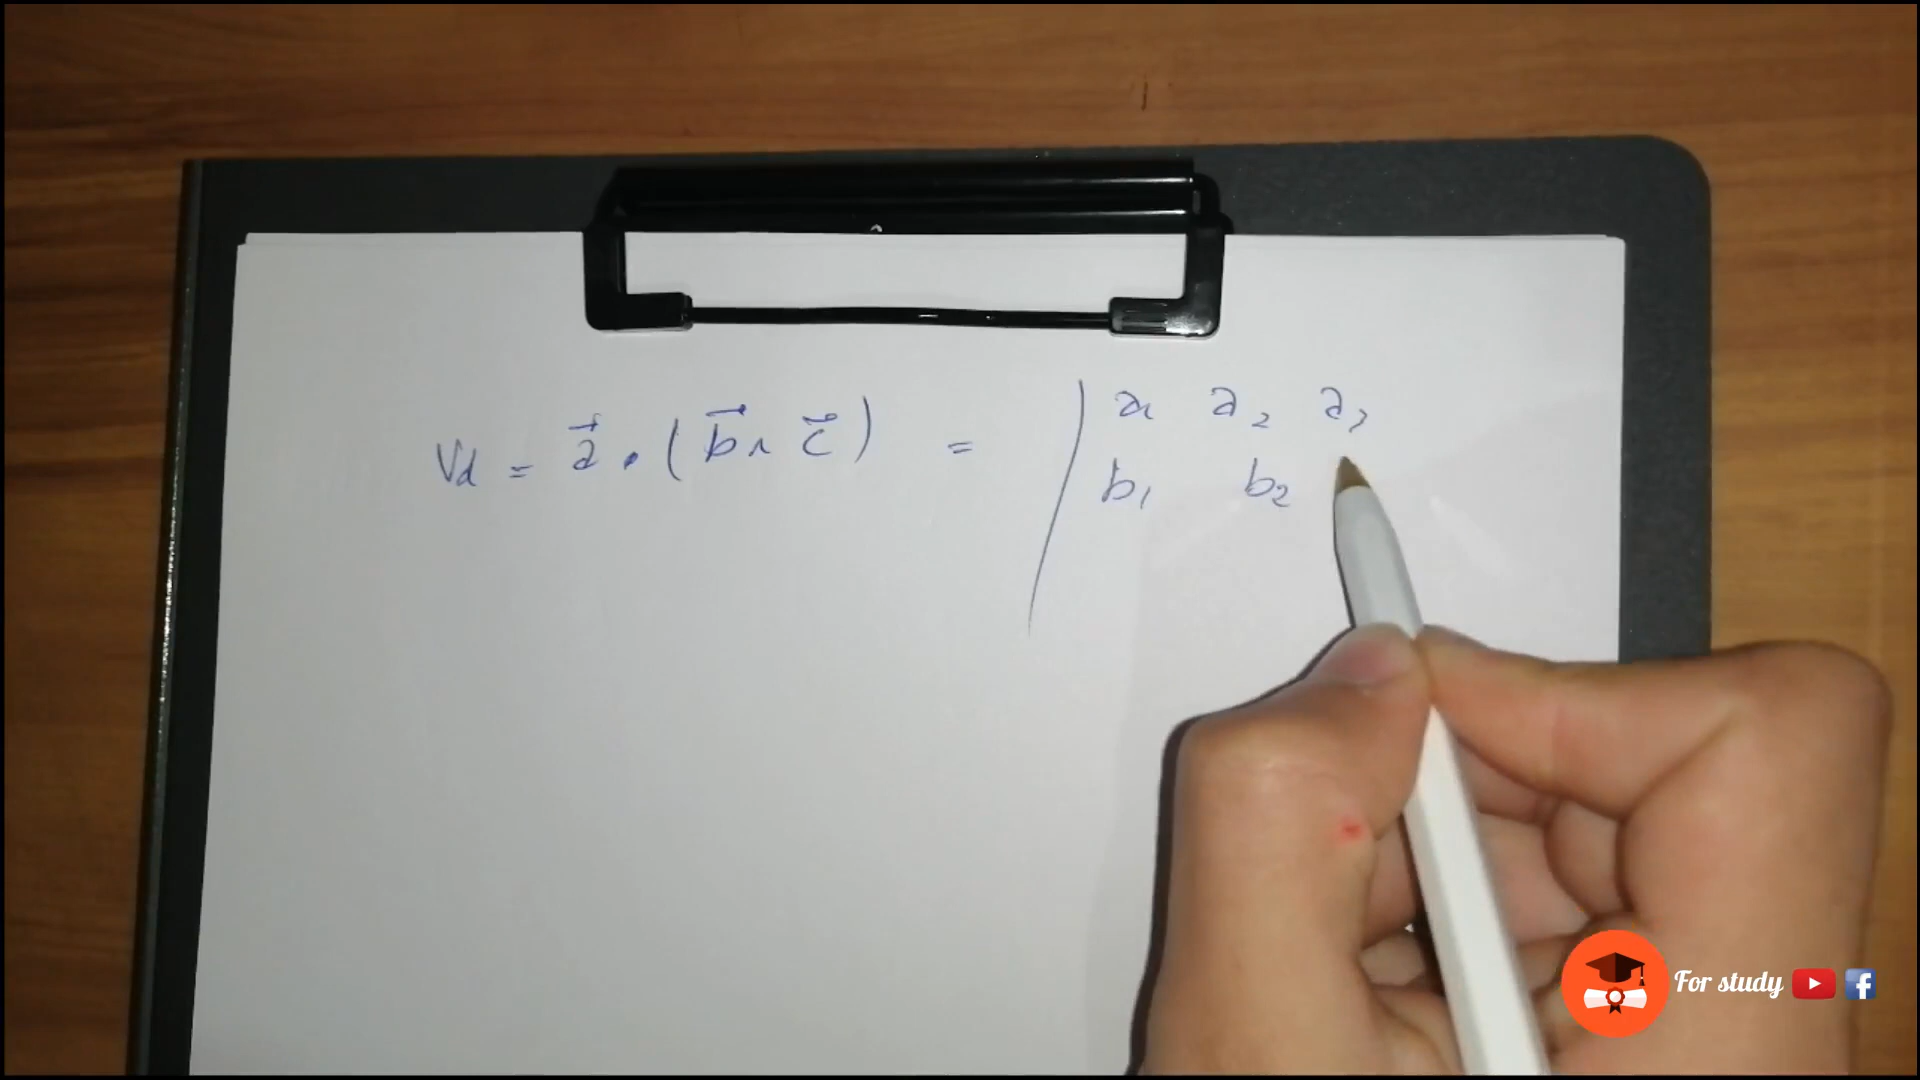 Vd = a⃗ . ( b⃗ ∧ c⃗ ) = | a1 a2 a3
b1 b2
For study